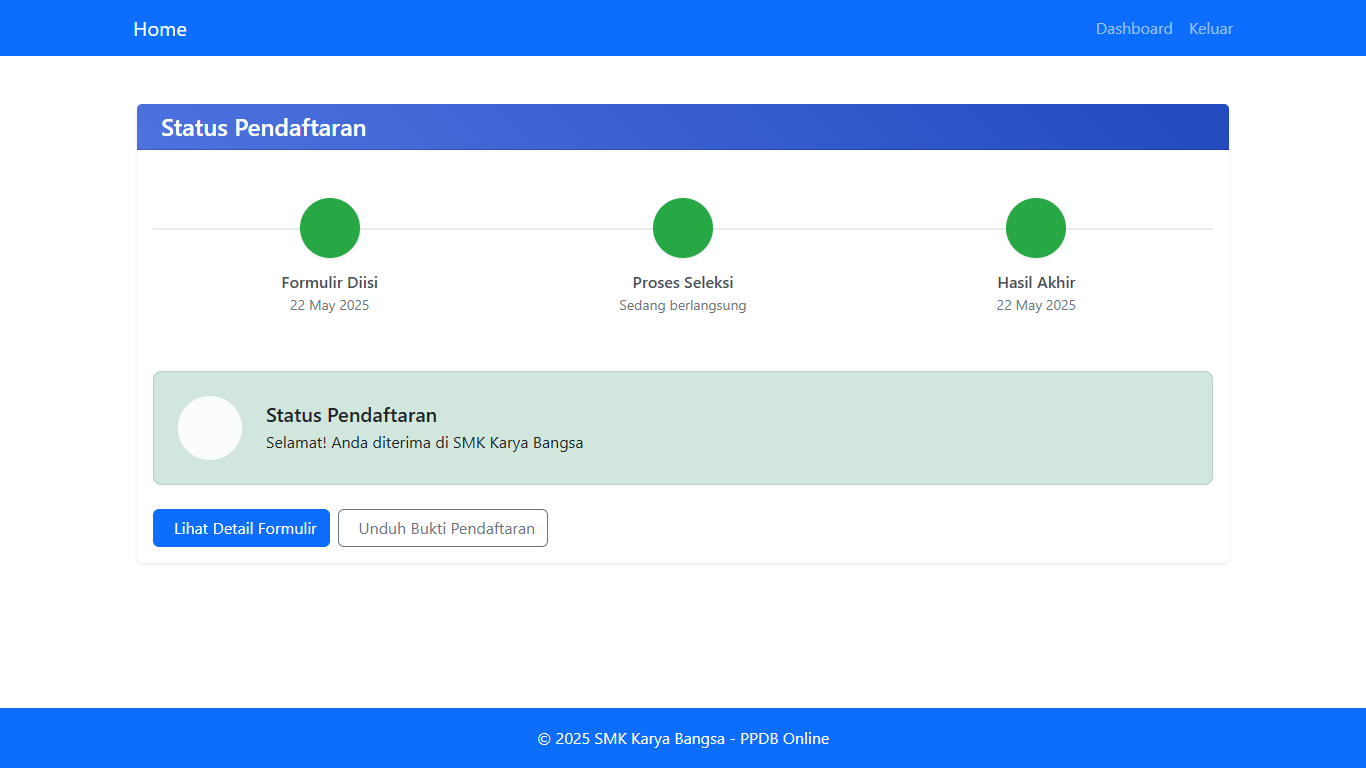 Home
Dashboard
Keluar
Status Pendaftaran
Formulir Diisi
22 May 2025
Proses Seleksi
Sedang berlangsung
Hasil Akhir
22 May 2025
Status Pendaftaran
Selamat! Anda diterima di SMK Karya Bangsa
Lihat Detail Formulir
Unduh Bukti Pendaftaran
© 2025 SMK Karya Bangsa - PPDB Online